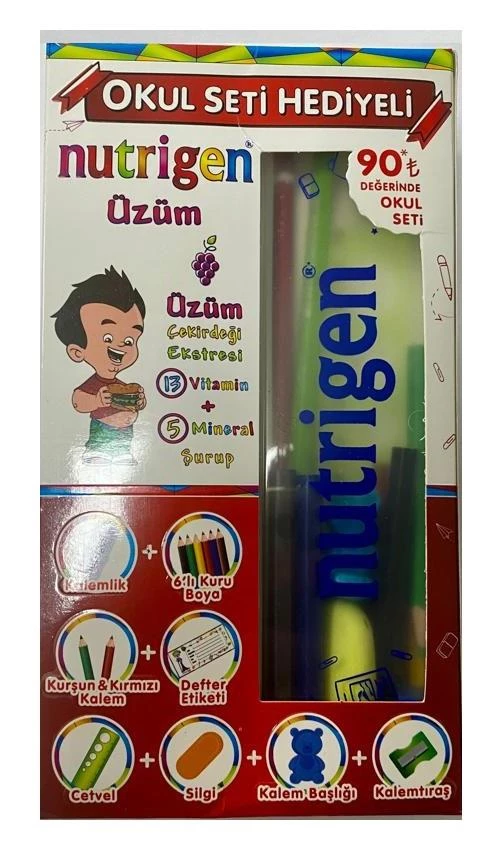 OKUL SETİ HEDİYELİ
nutrigen®
Üzüm
90*₺
DEĞERİNDE
OKUL
SETİ
Üzüm
Çekirdeği
Ekstresi
13 Vitamin
+
5 Mineral
Şurup
nutrigen®
Kalemlik
+
6'lı Kuru
Boya
Kurşun & Kırmızı
Kalem
+
Defter
Etiketi
Cetvel
+
Silgi
+
Kalem Başlığı
+
Kalemtıraş